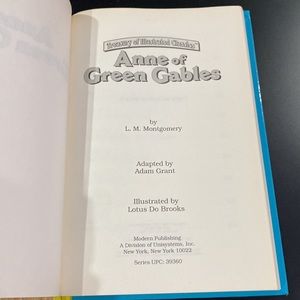 Treasury of Illustrated Classics™
Anne of
Green Gables
by
L. M. Montgomery
Adapted by
Adam Grant
Illustrated by
Lotus Do Brooks
Modern Publishing
A Division of Unisystems, Inc.
New York, New York 10022
Series UPC: 39360